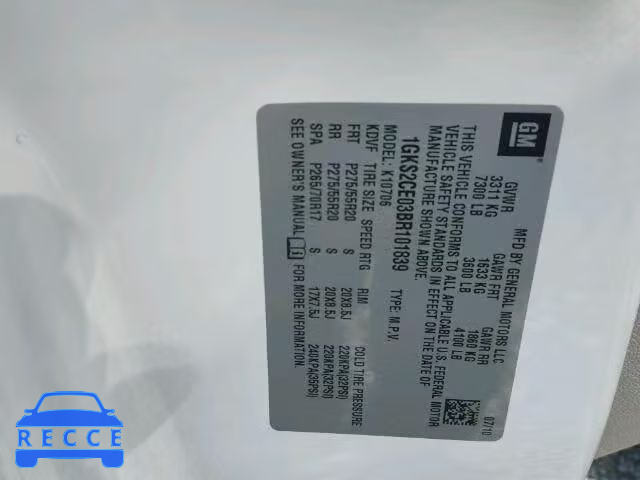 GM
MFD BY GENERAL MOTORS LLC
07/10
GVWR GAWR FRT GAWR RR
3311 KG 1633 KG 1860 KG
7300 LB 3600 LB 4100 LB
THIS VEHICLE CONFORMS TO ALL APPLICABLE U.S. FEDERAL MOTOR
VEHICLE SAFETY STANDARDS IN EFFECT ON THE DATE OF
MANUFACTURE SHOWN ABOVE.
1GKS2CE03BR101839 TYPE: M.P.V.
MODEL: K10706
KDVF TIRE SIZE SPEED RTG RIM COLD TIRE PRESSURE
FRT P275/55R20 S 20X8.5J 220KPA(32PSI)
RR P275/55R20 S 20X8.5J 220KPA(32PSI)
SPA P265/70R17 S 17X7.5J 240KPA(35PSI)
SEE OWNER'S MANUAL FOR MORE INFORMATION.
RECCE